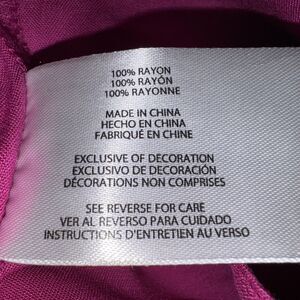 100% RAYON
100% RAYÓN
100% RAYONNE
MADE IN CHINA
HECHO EN CHINA
FABRIQUÉ EN CHINE
EXCLUSIVE OF DECORATION
EXCLUSIVO DE DECORACIÓN
DÉCORATIONS NON COMPRISES
SEE REVERSE FOR CARE
VER AL REVERSO PARA CUIDADO
INSTRUCTIONS D'ENTRETIEN AU VERSO